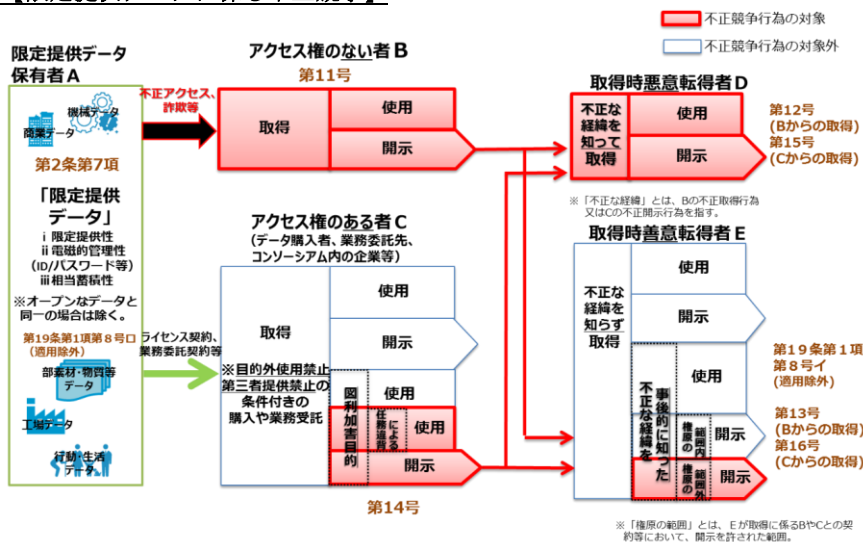 【限定提供データに係る不正競争】
不正競争行為の対象
不正競争行為の対象外
限定提供データ
保有者A
機械データ
商業データ
第2条第7項
「限定提供
データ」
ⅰ 限定提供性
ⅱ 電磁的管理性
(ID/パスワード等)
ⅲ 相当蓄積性
※オープンなデータと
同一の場合は除く。
第19条第1項第8号ロ
(適用除外)
部素材・物質等
データ
工場データ
行動・生活
データ
不正アクセス、
詐欺等
ライセンス契約、
業務委託契約等
アクセス権のない者B
第11号
取得
使用
開示
アクセス権のある者C
(データ購入者、業務委託先、
コンソーシアム内の企業等)
取得
※目的外使用禁止
第三者提供禁止の
条件付きの
購入や業務受託
使用
開示
図利加害目的
使用
任務違背
による
使用
開示
第14号
取得時悪意転得者D
不正な
経緯を
知って
取得
使用
開示
第12号
(Bからの取得)
第15号
(Cからの取得)
※「不正な経緯」とは、Bの不正取得行為
又はCの不正開示行為を指す。
取得時善意転得者E
不正な
経緯を
知らず
取得
使用
開示
事後的に知った
不正な経緯を
使用
権原の
範囲内
開示
権原の
範囲外
開示
第19条第1項
第8号イ
(適用除外)
第13号
(Bからの取得)
第16号
(Cからの取得)
※「権原の範囲」とは、Eが取得に係るBやCとの契
約等において、開示を許された範囲。